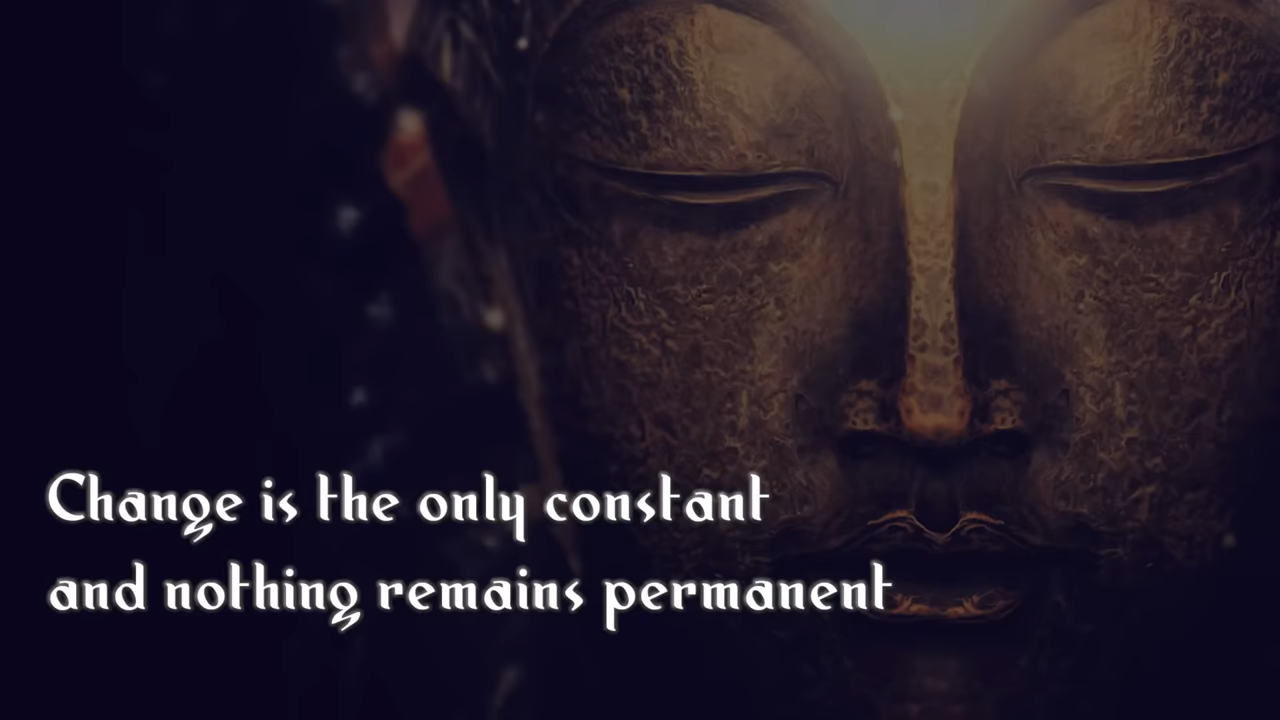 Change is the only constant
and nothing remains permanent